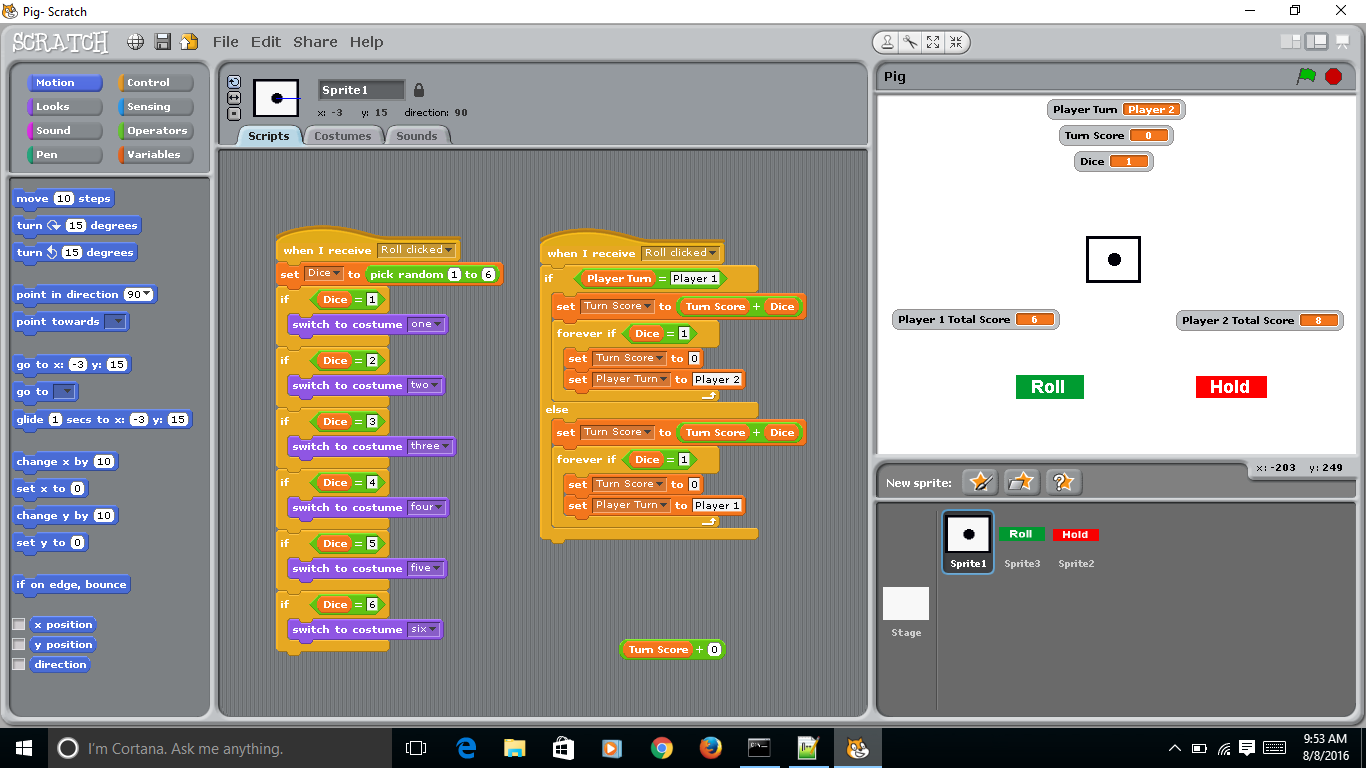 Pig- Scratch
SCRATCH File Edit Share Help
Motion Control
Looks Sensing
Sound Operators
Pen Variables
move 10 steps
turn 15 degrees
turn 15 degrees
point in direction 90
point towards
go to x: -3 y: 15
go to
glide 1 secs to x: -3 y: 15
change x by 10
set x to 0
change y by 10
set y to 0
if on edge, bounce
x position
y position
direction
Sprite1
x: -3 y: 15 direction: 90
Scripts Costumes Sounds
when I receive Roll clicked
set Dice to pick random 1 to 6
if Dice = 1
switch to costume one
if Dice = 2
switch to costume two
if Dice = 3
switch to costume three
if Dice = 4
switch to costume four
if Dice = 5
switch to costume five
if Dice = 6
switch to costume six
when I receive Roll clicked
if Player Turn = Player 1
set Turn Score to Turn Score + Dice
forever if Dice = 1
set Turn Score to 0
set Player Turn to Player 2
else
set Turn Score to Turn Score + Dice
forever if Dice = 1
set Turn Score to 0
set Player Turn to Player 1
Turn Score + 0
Pig
Player Turn Player 2
Turn Score 0
Dice 1
Player 1 Total Score 6
Player 2 Total Score 8
Roll Hold
x: -203 y: 249
New sprite:
Roll Hold
Sprite1 Sprite3 Sprite2
Stage
I'm Cortana. Ask me anything.
9:53 AM
8/8/2016